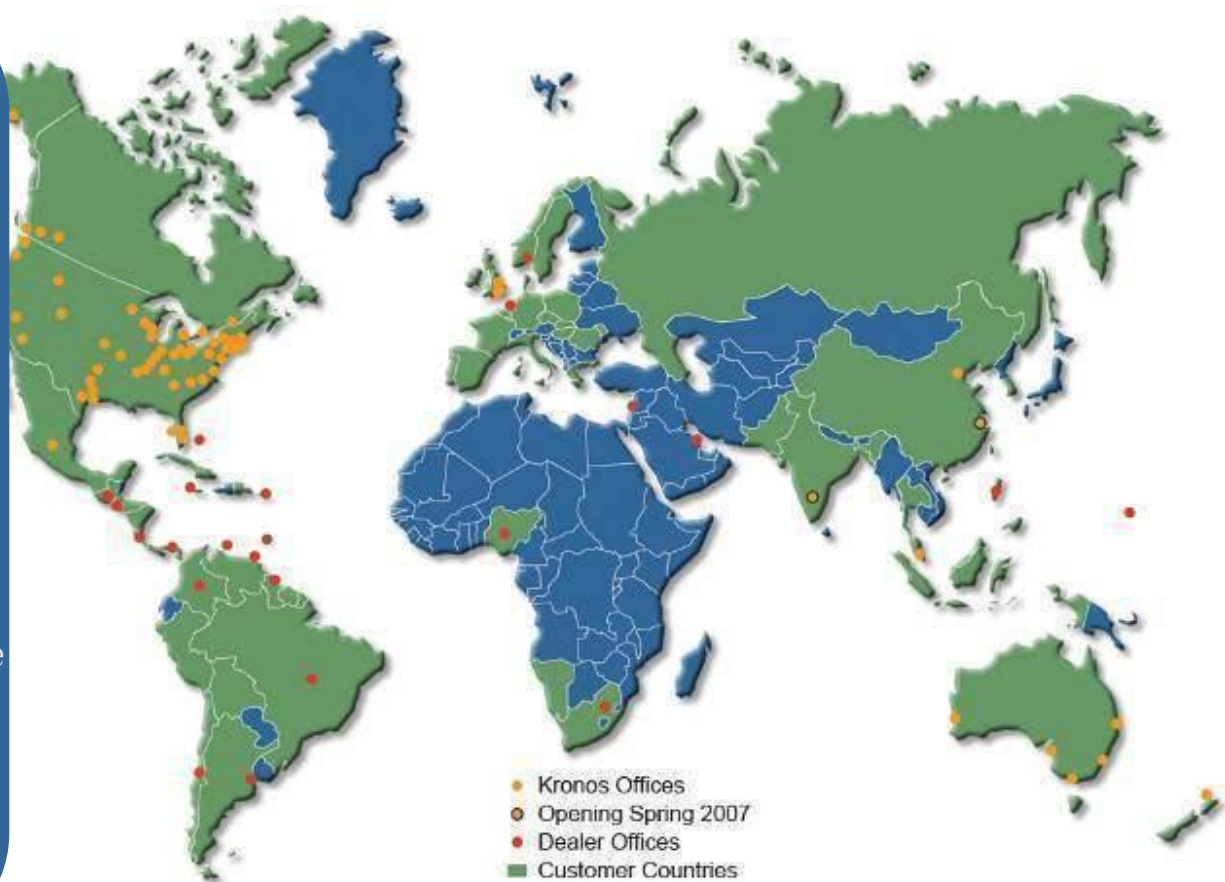 e
Kronos Offices
Opening Spring 2007
Dealer Offices
Customer Countries